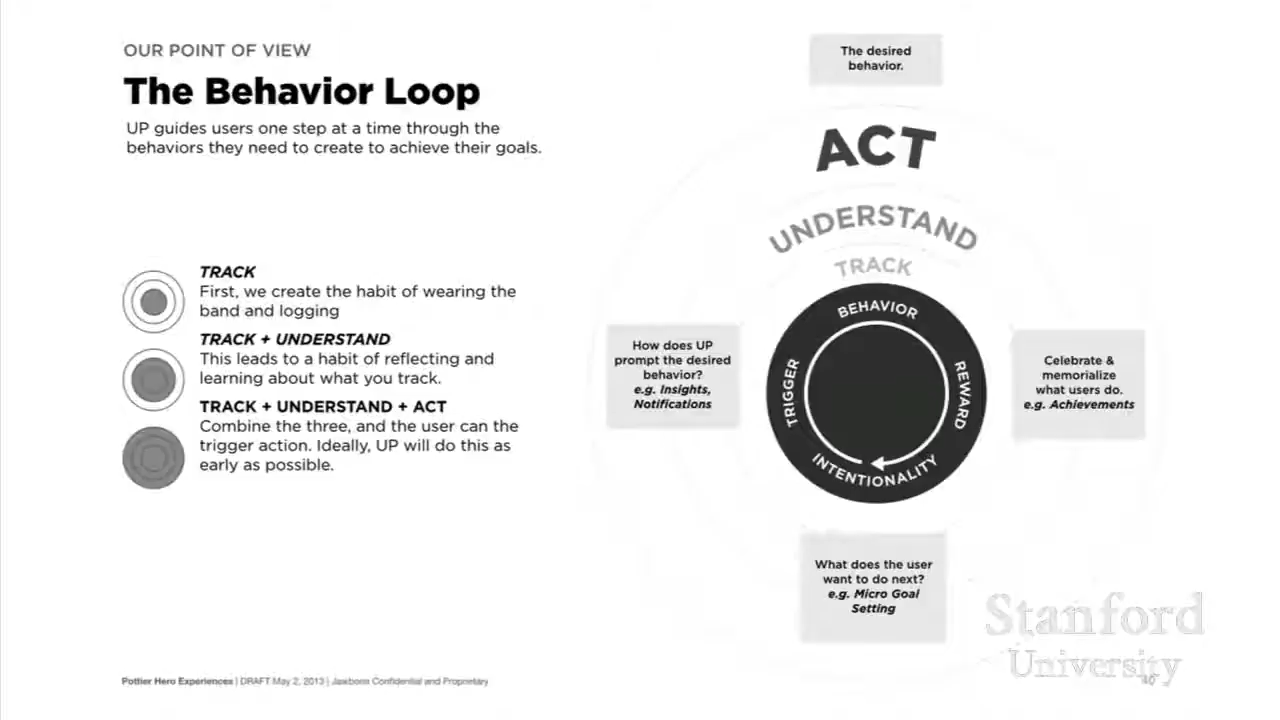 OUR POINT OF VIEW
The Behavior Loop
UP guides users one step at a time through the
behaviors they need to create to achieve their goals.
TRACK
First, we create the habit of wearing the
band and logging
TRACK + UNDERSTAND
This leads to a habit of reflecting and
learning about what you track.
TRACK + UNDERSTAND + ACT
Combine the three, and the user can the
trigger action. Ideally, UP will do this as
early as possible.
The desired
behavior.
ACT
UNDERSTAND
TRACK
BEHAVIOR
REWARD
INTENTIONALITY
TRIGGER
How does UP
prompt the desired
behavior?
e.g. Insights,
Notifications
Celebrate &
memorialize
what users do.
e.g. Achievements
What does the user
want to do next?
e.g. Micro Goal
Setting
Pottier Hero Experiences | DRAFT May 2, 2013 | Jawbone Confidential and Proprietary
Stanford
University